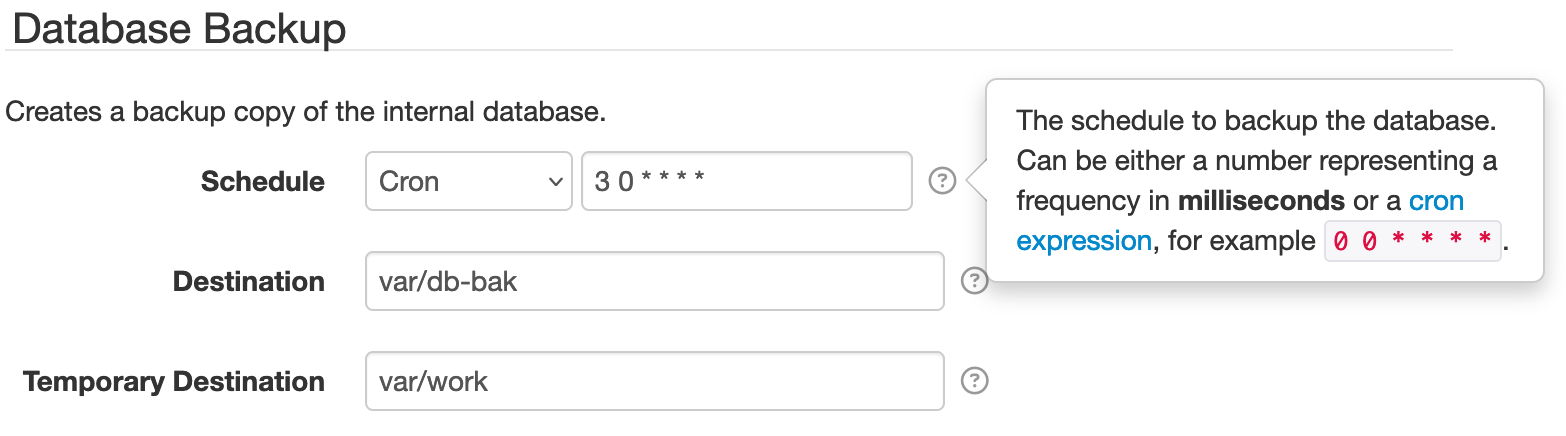 Database Backup
Creates a backup copy of the internal database.
Schedule
Cron
3 0 * * * *
?
The schedule to backup the database.
Can be either a number representing a
frequency in milliseconds or a cron
expression, for example 0 0 * * * *.
Destination
var/db-bak
?
Temporary Destination
var/work
?